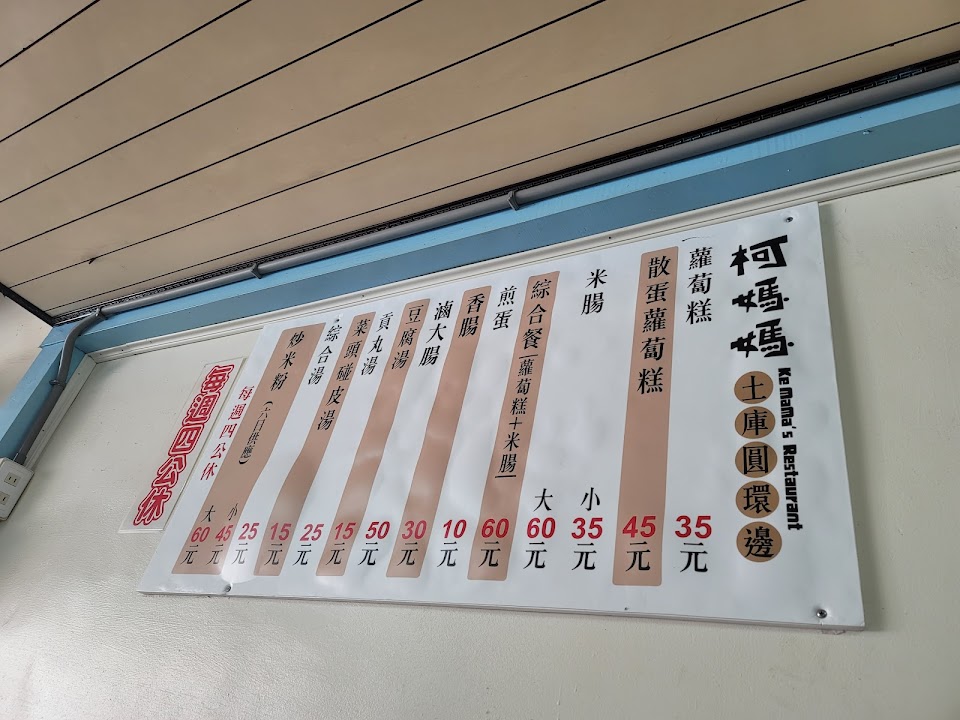 柯媽媽
Ke mama's Restaurant
土庫圓環邊
蘿蔔糕 35元
散蛋蘿蔔糕 45元
米腸 小 35元
大 60元
綜合餐(蘿蔔糕+米腸) 60元
煎蛋 10元
香腸 30元
滷大腸 50元
豆腐湯 15元
貢丸湯 25元
菜頭碰皮湯 15元
綜合湯 25元
炒米粉(六日供應) 小 45元
大 60元
每週四公休
每週四公休